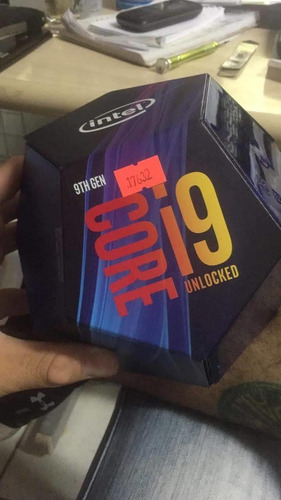 intel
9TH GEN
17632
CORE
i9
UNLOCKED